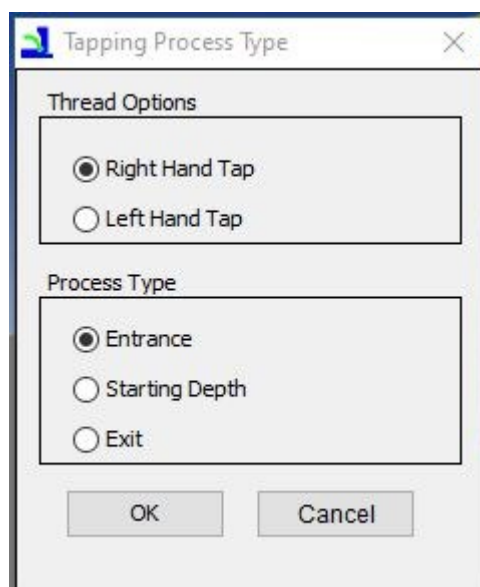 Tapping Process Type
Thread Options
Right Hand Tap
Left Hand Tap
Process Type
Entrance
Starting Depth
Exit
OK Cancel